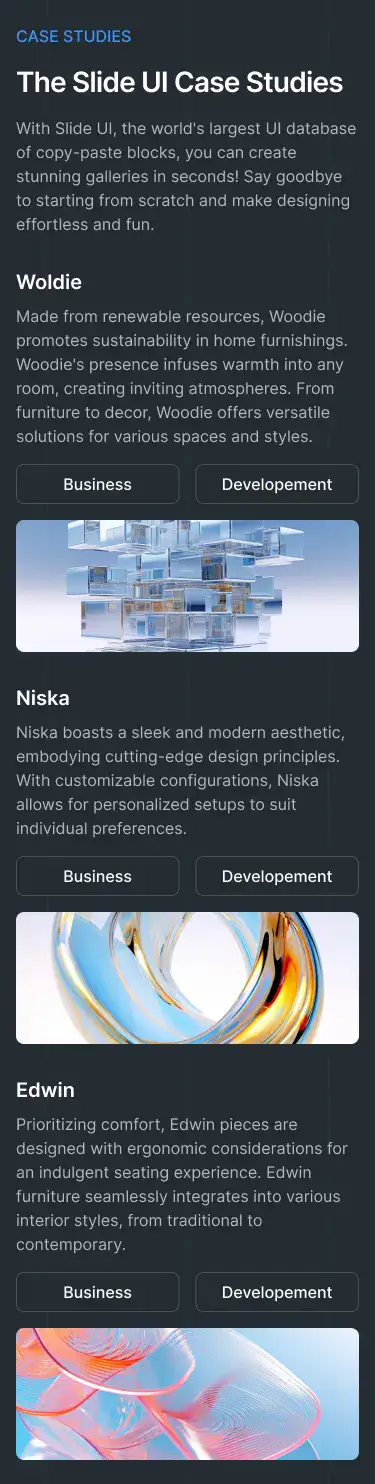 CASE STUDIES
The Slide UI Case Studies
With Slide UI, the world's largest UI database
of copy-paste blocks, you can create
stunning galleries in seconds! Say goodbye
to starting from scratch and make designing
effortless and fun.
Woldie
Made from renewable resources, Woodie
promotes sustainability in home furnishings.
Woodie's presence infuses warmth into any
room, creating inviting atmospheres. From
furniture to decor, Woodie offers versatile
solutions for various spaces and styles.
Business Developement
Niska
Niska boasts a sleek and modern aesthetic,
embodying cutting-edge design principles.
With customizable configurations, Niska
allows for personalized setups to suit
individual preferences.
Business Developement
Edwin
Prioritizing comfort, Edwin pieces are
designed with ergonomic considerations for
an indulgent seating experience. Edwin
furniture seamlessly integrates into various
interior styles, from traditional to
contemporary.
Business Developement